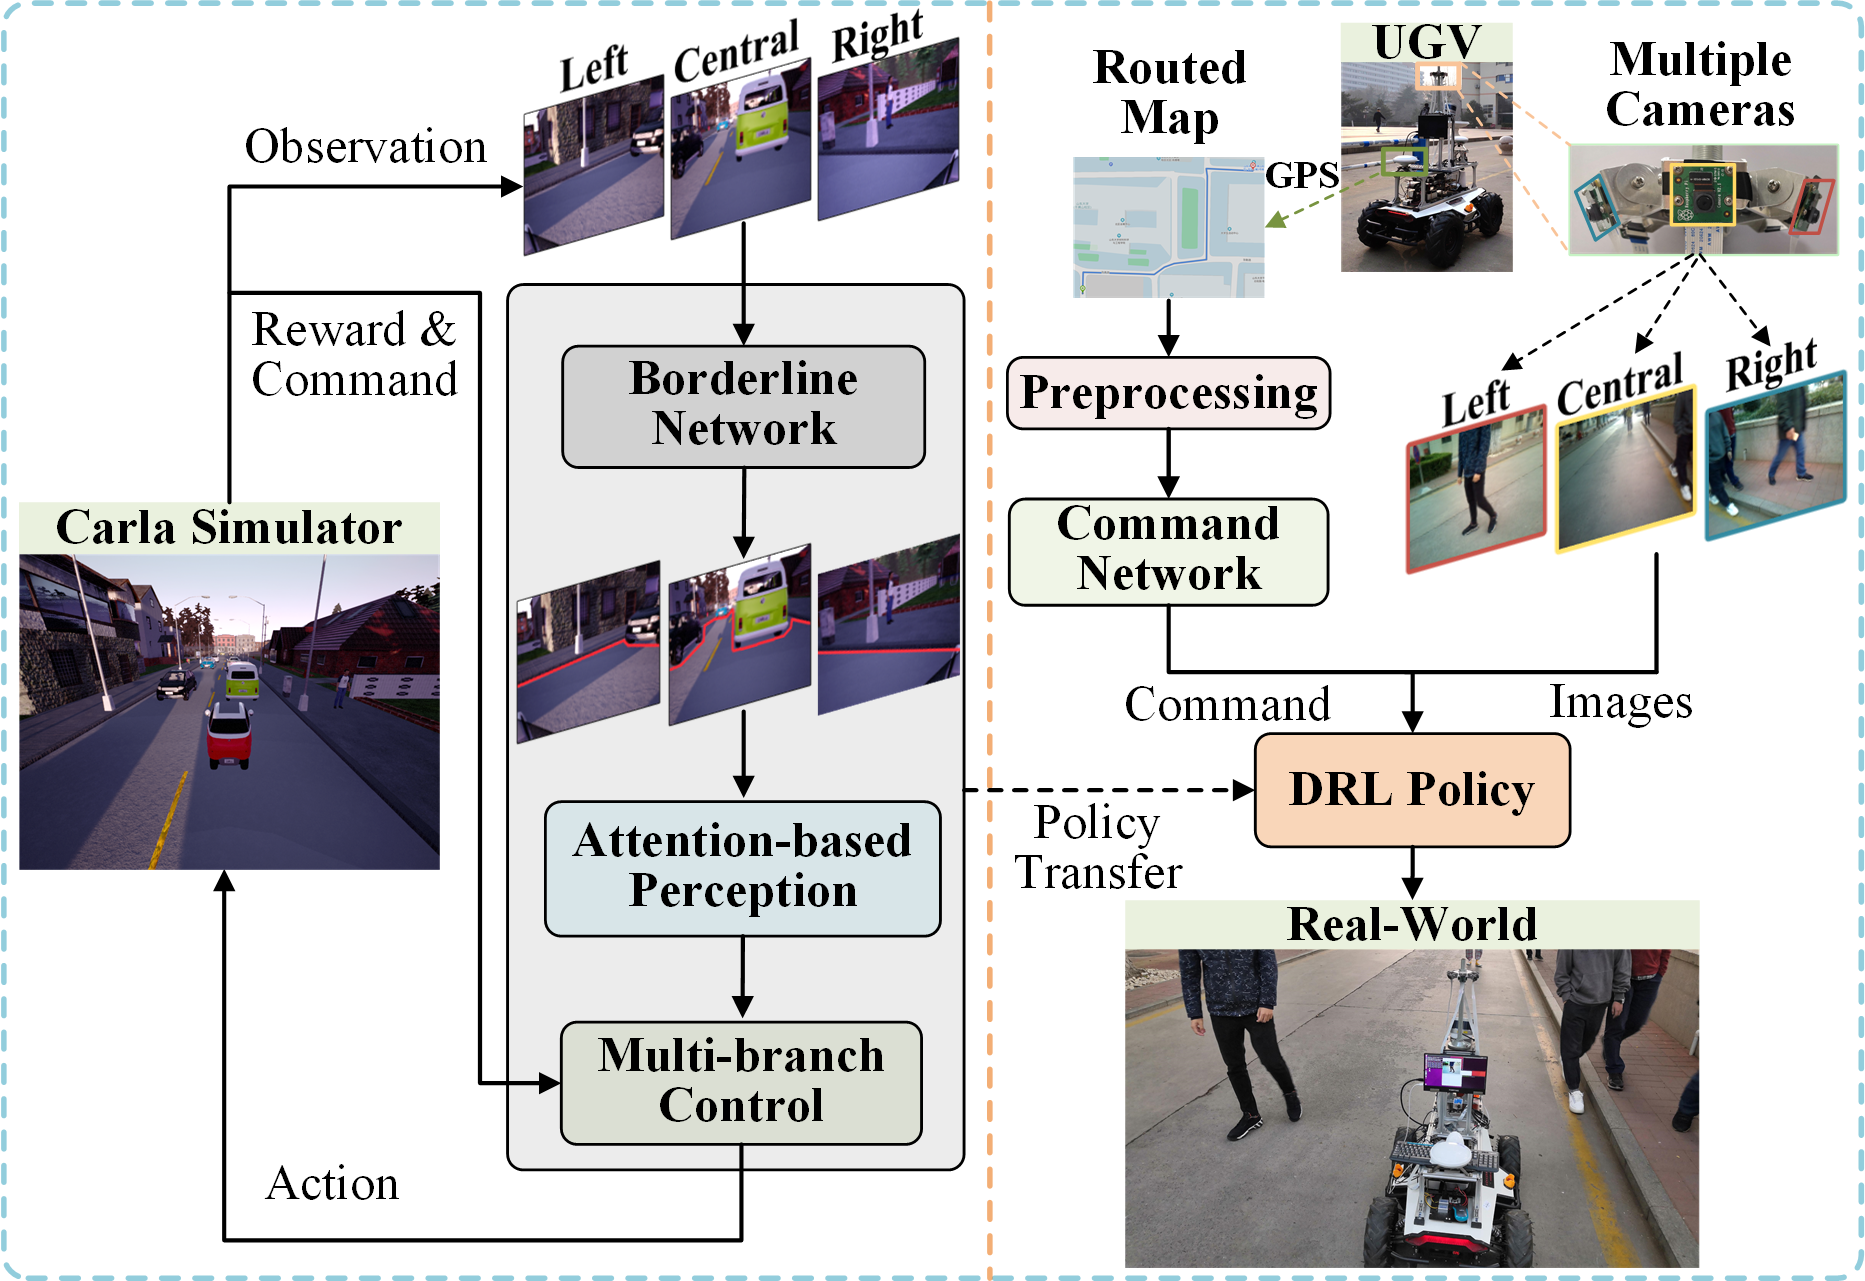 Left
Central
Right
Observation
Reward &
Command
Borderline
Network
Carla Simulator
Attention-based
Perception
Multi-branch
Control
Action
Routed
Map
UGV
Multiple
Cameras
GPS
Preprocessing
Command
Network
Left
Central
Right
Command
Images
DRL Policy
Policy
Transfer
Real-World